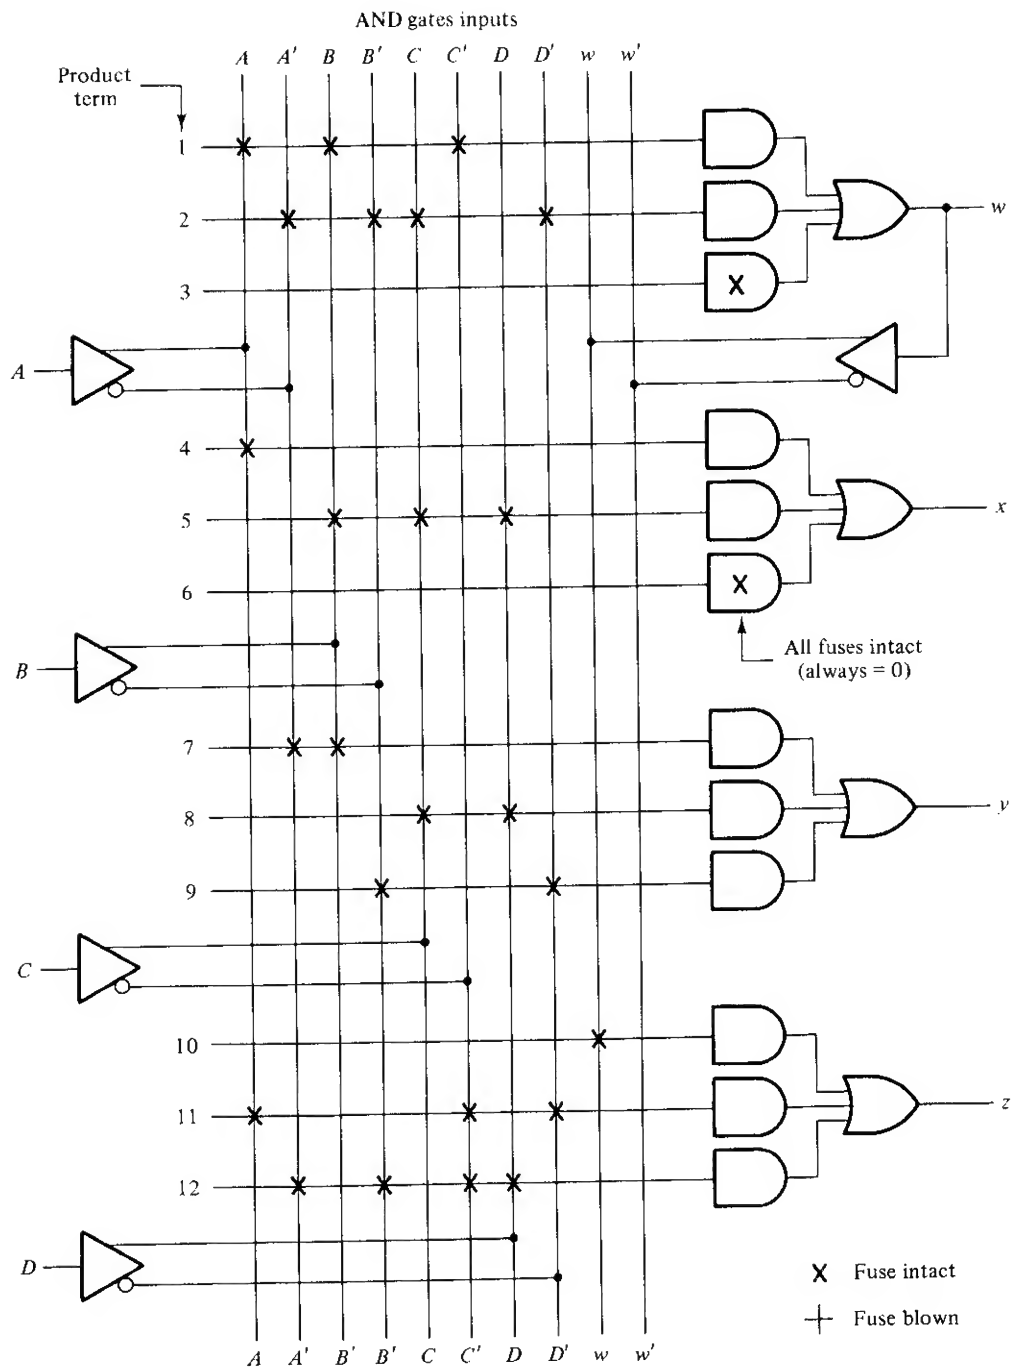 AND gates inputs
A A' B B' C C' D D' w w'
Product
term
1
w
2
3
A
4
5
x
6
All fuses intact
(always = 0)
B
7
8
y
9
C
10
11
z
12
D
X Fuse intact
Fuse blown
A A' B' B' C C' D D' w w'